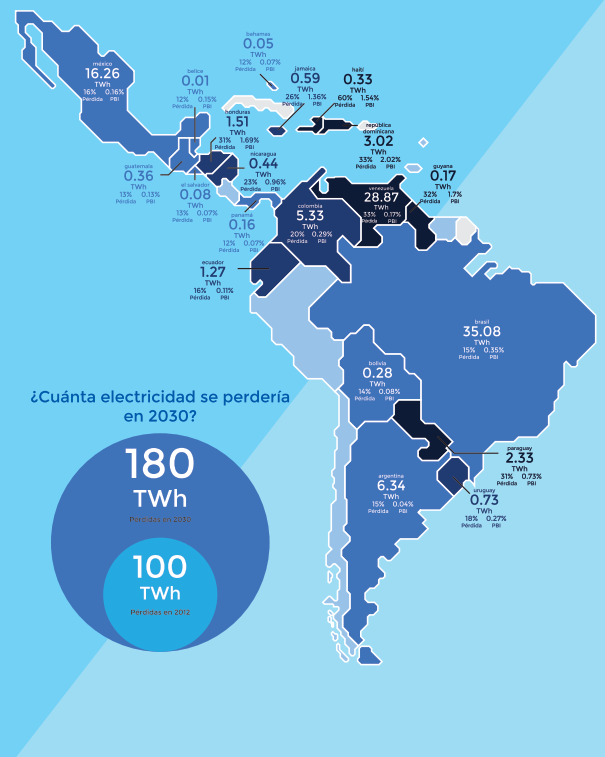 bahamas
0.05
TWh
12% 0.07%
Pérdida PBI
méxico
16.26
TWh
16% 0.16%
Pérdida PBI
belice
0.01
TWh
12% 0.15%
Pérdida PBI
jamaica
0.59
TWh
26% 1.36%
Pérdida PBI
haití
0.33
TWh
60% 1.54%
Pérdida PBI
honduras
1.51
TWh
31% 1.69%
Pérdida PBI
república
dominicana
3.02
TWh
33% 2.02%
Pérdida PBI
nicaragua
0.44
TWh
23% 0.96%
Pérdida PBI
guatemala
0.36
TWh
13% 0.13%
Pérdida PBI
el salvador
0.08
TWh
13% 0.07%
Pérdida PBI
guyana
0.17
TWh
32% 1.7%
Pérdida PBI
venezuela
28.87
TWh
33% 0.17%
Pérdida PBI
colombia
5.33
TWh
20% 0.29%
Pérdida PBI
panamá
0.16
TWh
12% 0.07%
Pérdida PBI
ecuador
1.27
TWh
16% 0.11%
Pérdida PBI
brasil
35.08
TWh
15% 0.35%
Pérdida PBI
bolivia
0.28
TWh
14% 0.08%
Pérdida PBI
paraguay
2.33
TWh
31% 0.73%
Pérdida PBI
argentina
6.34
TWh
15% 0.04%
Pérdida PBI
uruguay
0.73
TWh
18% 0.27%
Pérdida PBI
¿Cuánta electricidad se perdería
en 2030?
180
TWh
Perdidas en 2030
100
TWh
Perdidas en 2012